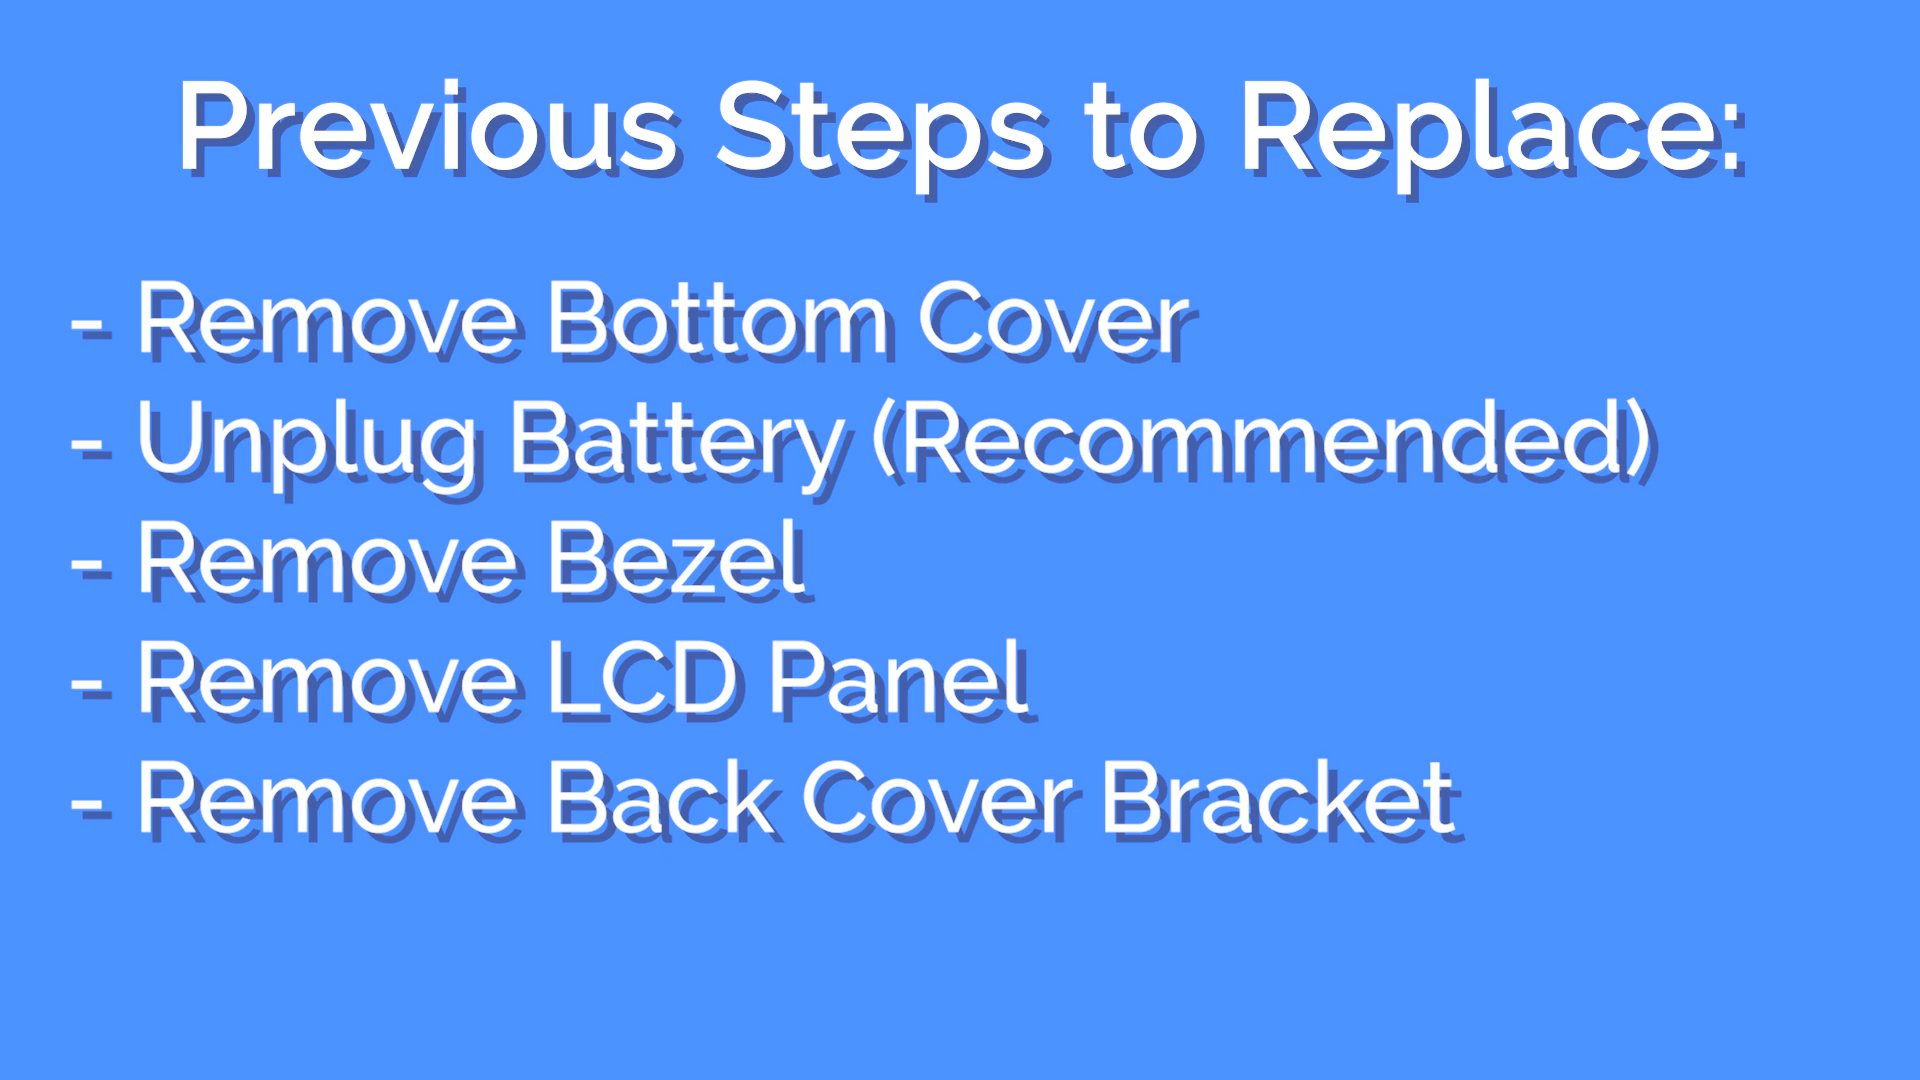 Previous Steps to Replace:
- Remove Bottom Cover
- Unplug Battery (Recommended)
- Remove Bezel
- Remove LCD Panel
- Remove Back Cover Bracket